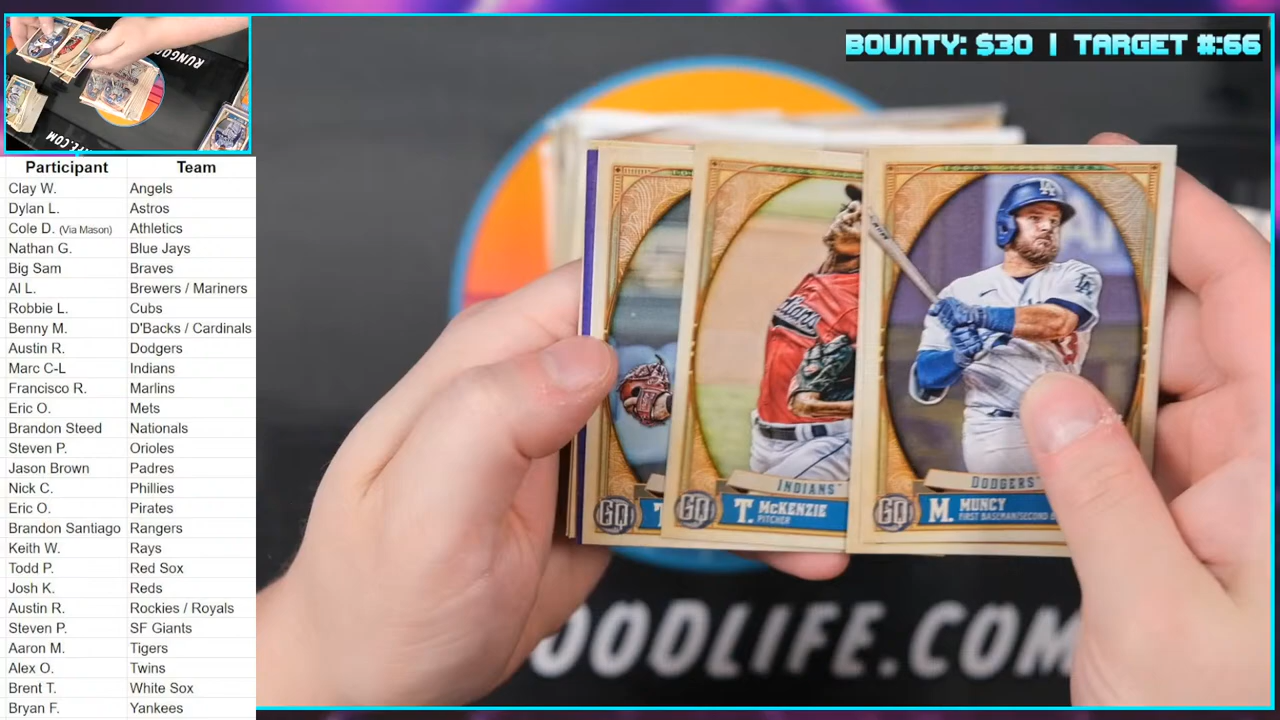 BOUNTY: $30 | TARGET #:66
RUNGOOD
.COM
Participant Team
Clay W. Angels
Dylan L. Astros
Cole D. (Via Mason) Athletics
Nathan G. Blue Jays
Big Sam Braves
Al L. Brewers / Mariners
Robbie L. Cubs
Benny M. D'Backs / Cardinals
Austin R. Dodgers
Marc C-L Indians
Francisco R. Marlins
Eric O. Mets
Brandon Steed Nationals
Steven P. Orioles
Jason Brown Padres
Nick C. Phillies
Eric O. Pirates
Brandon Santiago Rangers
Keith W. Rays
Todd P. Red Sox
Josh K. Reds
Austin R. Rockies / Royals
Steven P. SF Giants
Aaron M. Tigers
Alex O. Twins
Brent T. White Sox
Bryan F. Yankees
GQ T.
INDIANS
GQ T. McKENZIE
PITCHER
LA
DODGERS
GQ M. MUNCY
FIRST BASEMAN/SECOND B
OODLIFE.COM